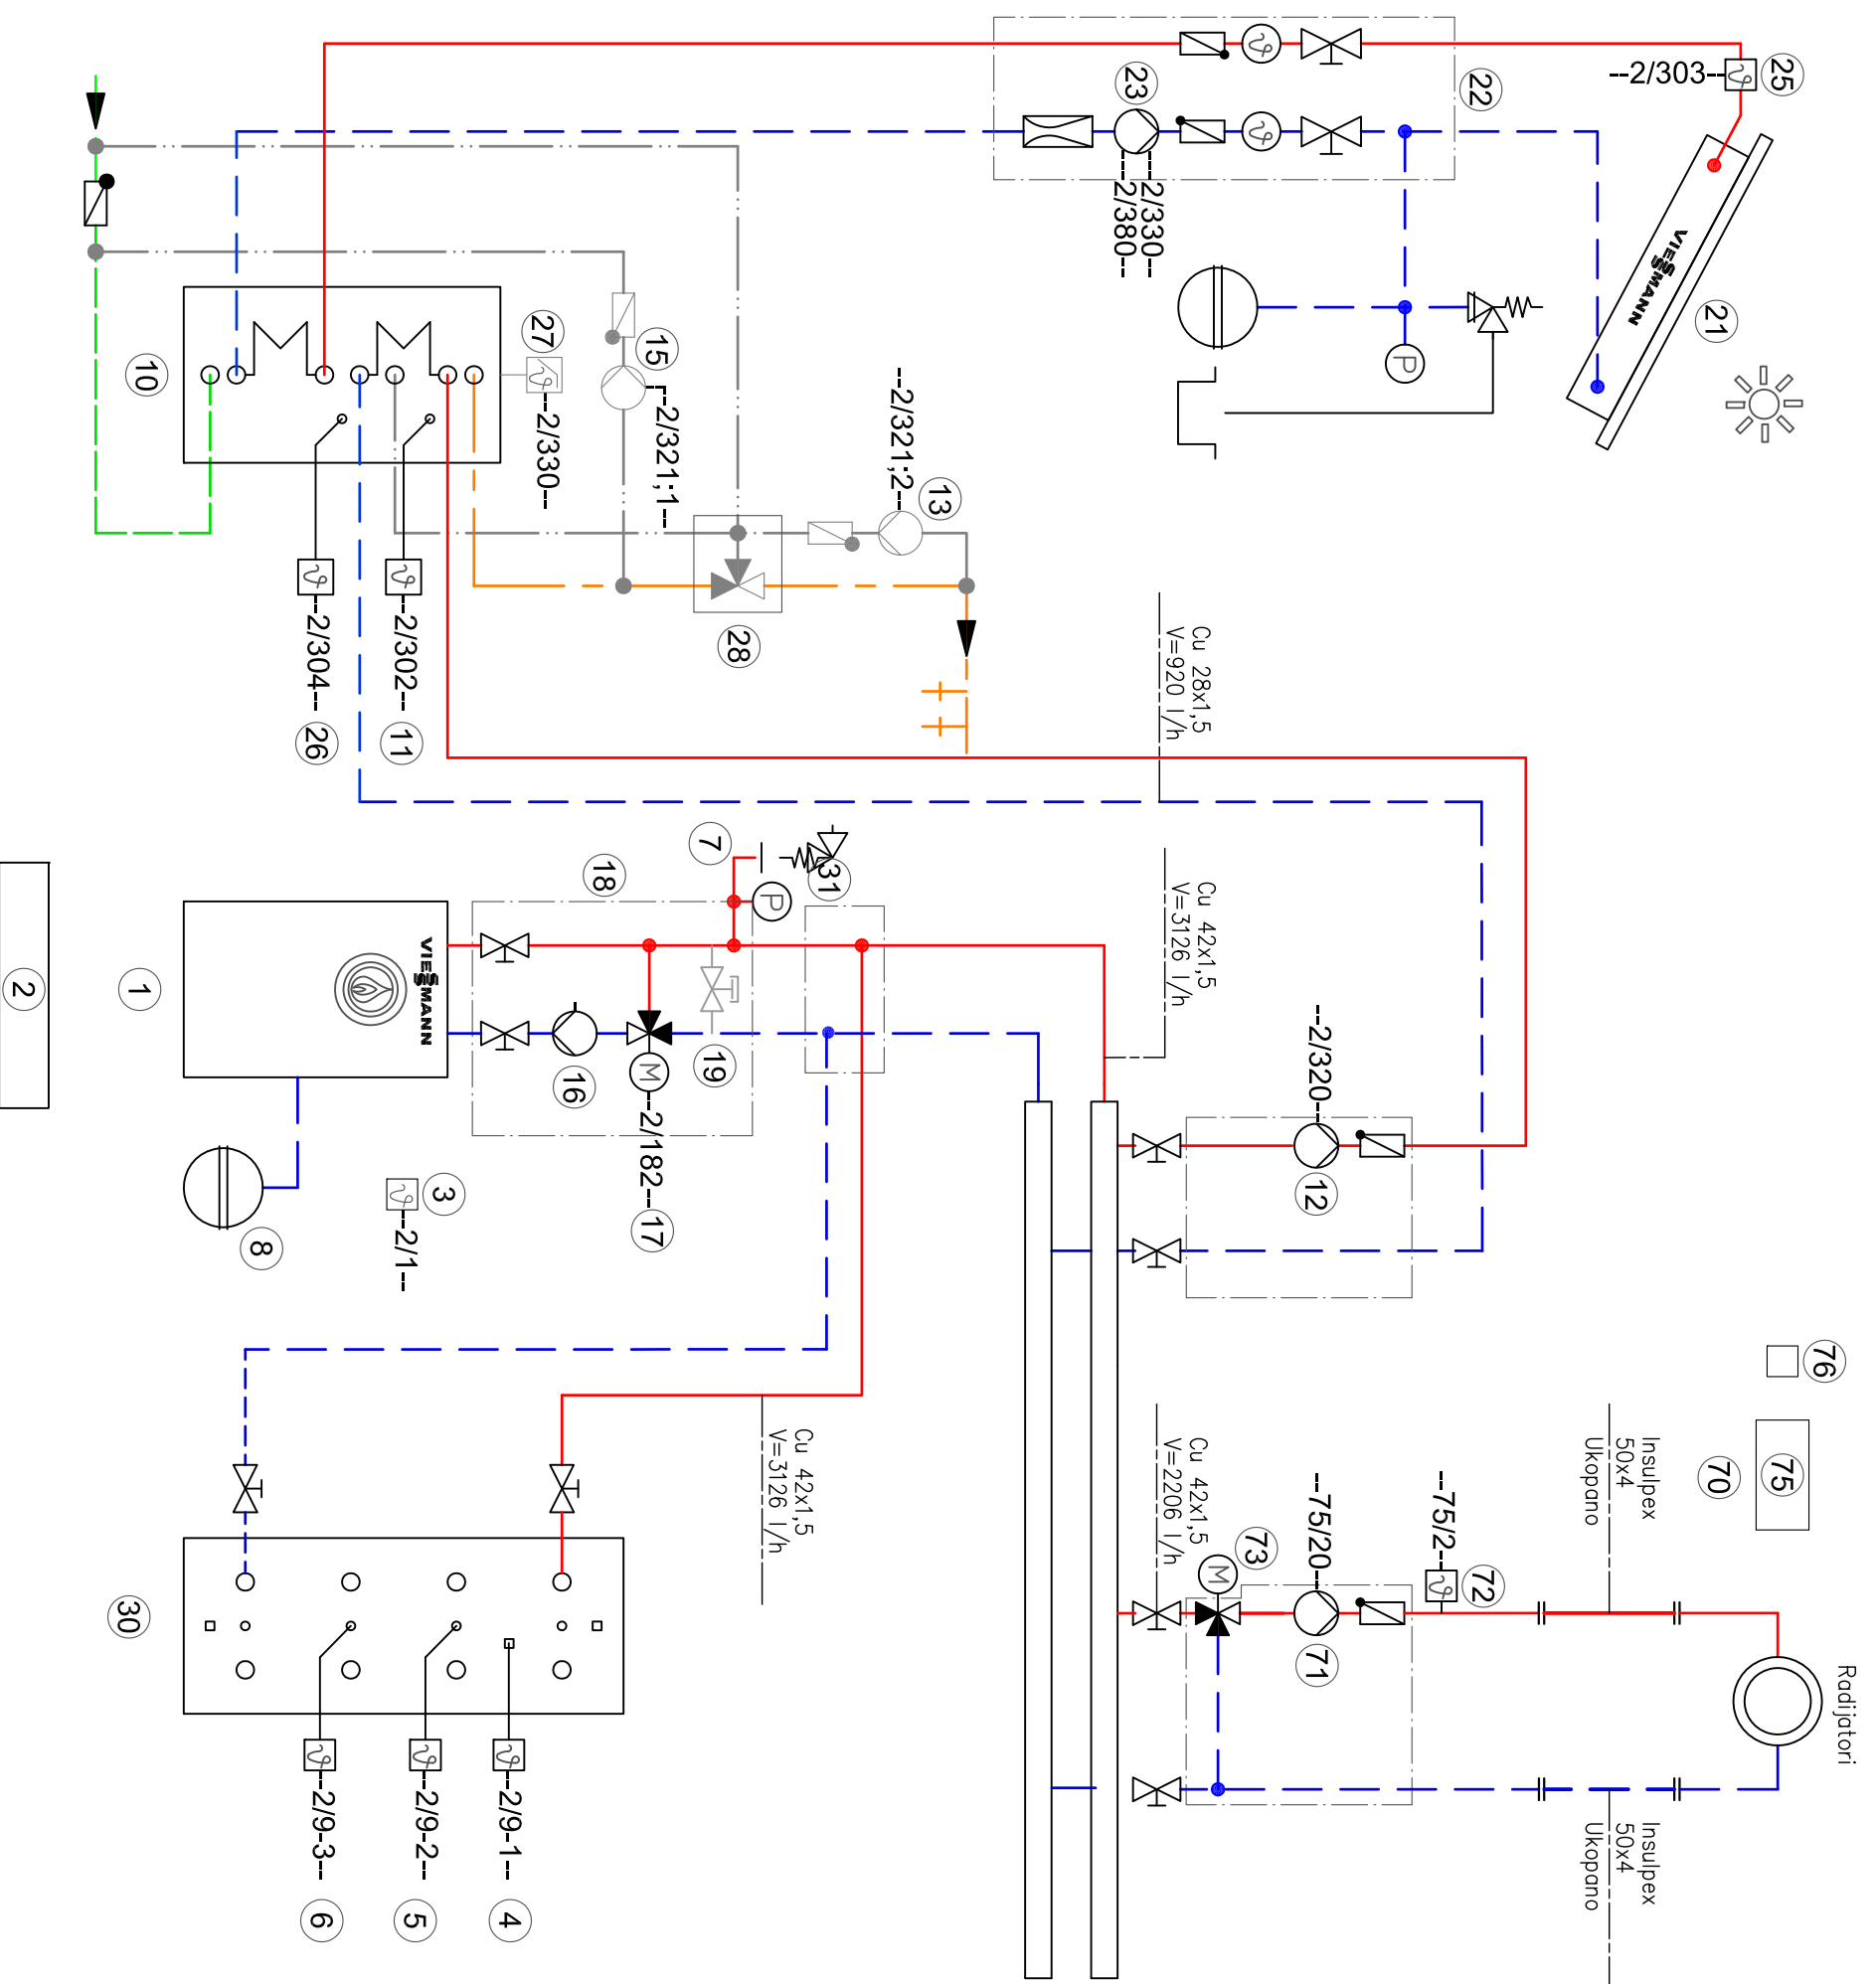 25
--2/303--
22
23
--2/330--
--2/380--
VIESSMANN
21
P
27
--2/330--
15
--2/321;1--
10
--2/321;2--
13
28
--2/304--
26
--2/302--
11
Cu 28x1,5
V=920 l/h
Cu 42x1,5
V=3126 l/h
7
31
P
18
VIESSMANN
1
2
16
19
M
--2/182--
17
3
--2/1--
8
--2/320--
12
76
75
70
Insulpex
50x4
Ukopano
Cu 42x1,5
V=3126 l/h
Cu 42x1,5
V=2206 l/h
73
M
--75/20--
71
--75/2--
72
Radijatori
Insulpex
50x4
Ukopano
30
--2/9-3--
6
--2/9-2--
5
--2/9-1--
4